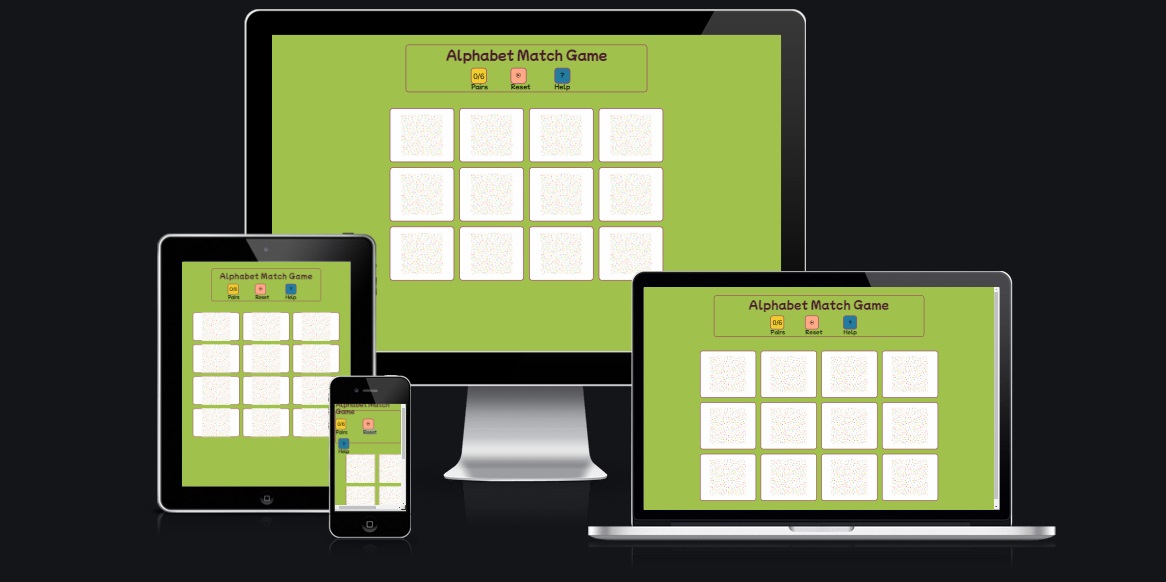 Alphabet Match Game
0/6 ? 
Pairs Reset Help
Alphabet Match Game
0/6 ?
Pairs Reset Help
Alphabet Match
Game
0/6
Pairs Reset
?
Help
Alphabet Match Game
0/6 ?
Pairs Reset Help